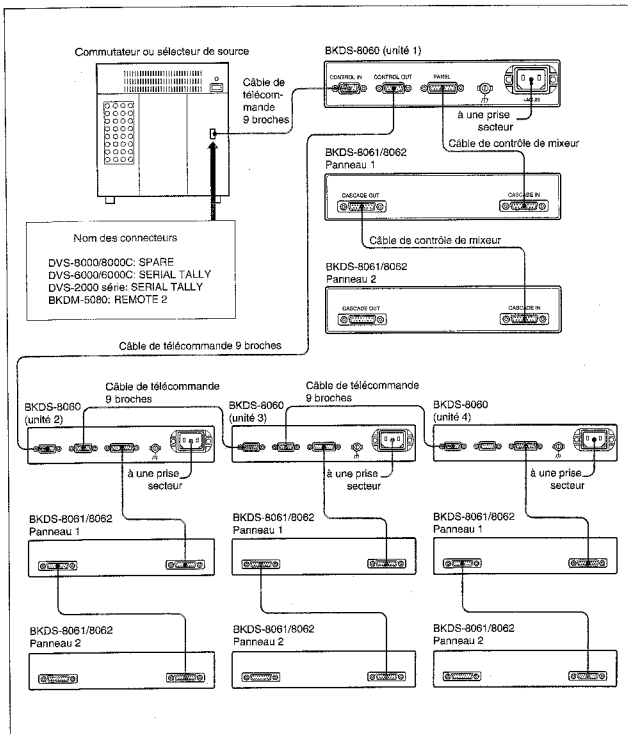 Commutateur ou sélecteur de source
BKDS-8060 (unité 1)
Câble de
télécom-
mande
9 broches
CONTROL IN
CONTROL OUT
PANEL
~AC IN
à une prise
secteur
Câble de contrôle de mixeur
BKDS-8061/8062
Panneau 1
CASCADE OUT
CASCADE IN
Câble de contrôle de mixeur
BKDS-8061/8062
Panneau 2
CASCADE OUT
CASCADE IN
Nom des connecteurs
DVS-8000/8000C: SPARE
DVS-6000/6000C: SERIAL TALLY
DVS-2000 série: SERIAL TALLY
BKDM-5080: REMOTE 2
Câble de télécommande 9 broches
BKDS-8060
(unité 2)
Câble de télécommande
9 broches
BKDS-8060
(unité 3)
Câble de télécommande
9 broches
BKDS-8060
(unité 4)
à une prise
secteur
à une prise
secteur
à une prise
secteur
BKDS-8061/8062
Panneau 1
BKDS-8061/8062
Panneau 1
BKDS-8061/8062
Panneau 1
BKDS-8061/8062
Panneau 2
BKDS-8061/8062
Panneau 2
BKDS-8061/8062
Panneau 2